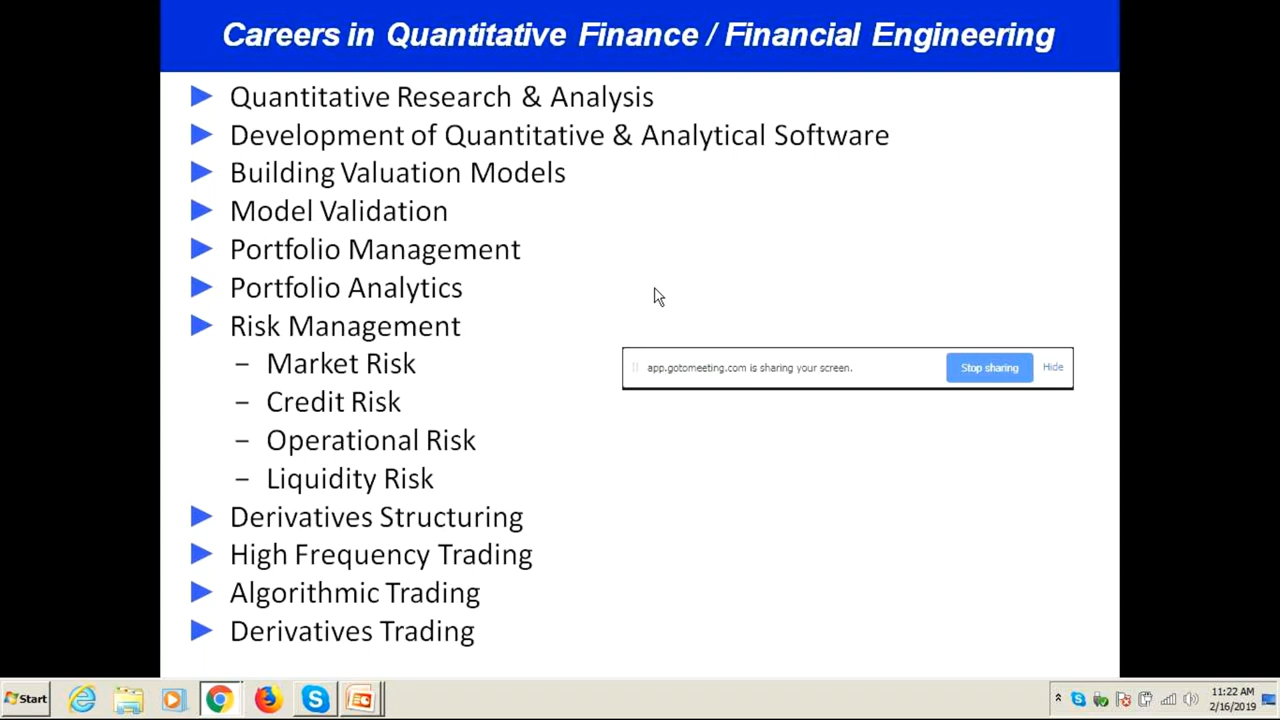 Careers in Quantitative Finance / Financial Engineering
Quantitative Research & Analysis
Development of Quantitative & Analytical Software
Building Valuation Models
Model Validation
Portfolio Management
Portfolio Analytics
Risk Management
– Market Risk
app.gotomeeting.com is sharing your screen. Stop sharing Hide
– Credit Risk
– Operational Risk
– Liquidity Risk
Derivatives Structuring
High Frequency Trading
Algorithmic Trading
Derivatives Trading
Start
11:22 AM
2/16/2019